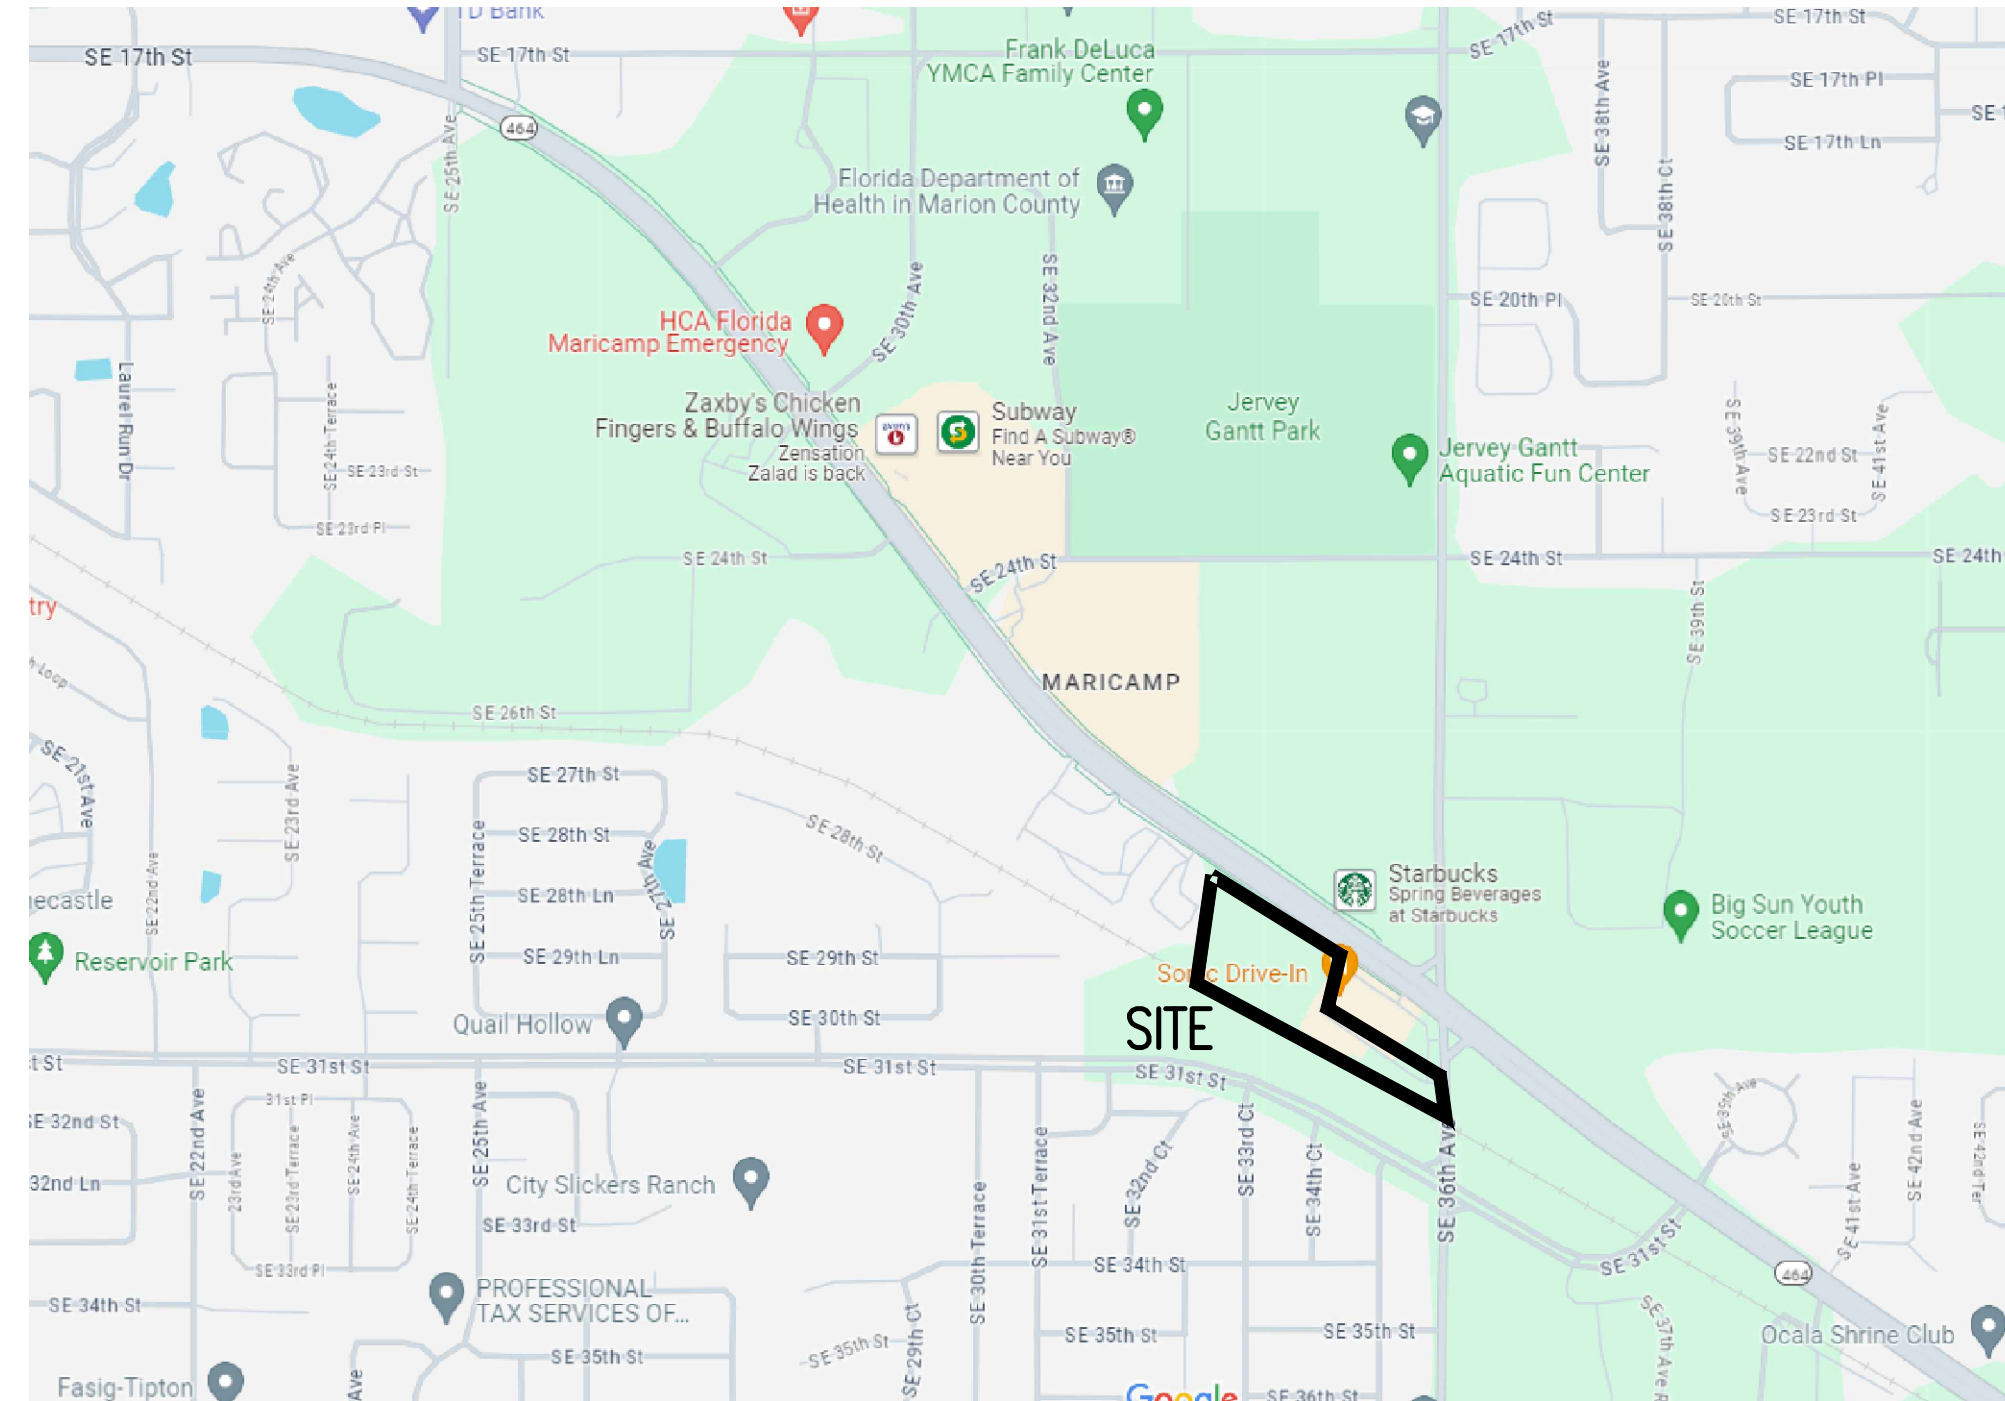 TD Bank
SE 17th St
SE 17th St
SE 17th St
SE 17th St
Frank DeLuca
YMCA Family Center
SE 17th Pl
SE 17th Ln
SE 38th Ave
SE 38th Ct
464
SE 25th Ave
Florida Department of
Health in Marion County
SE 24th Ave
SE 30th Ave
SE 32nd Ave
SE 20th Pl
SE 20th St
HCA Florida
Maricamp Emergency
Laurel Run Dr
SE 24th Terrace
SE 23rd St
SE 23rd Pl
Zaxby's Chicken
Fingers & Buffalo Wings
Zensation
Zalad is back
Subway
Find A Subway®
Near You
Jervey
Gantt Park
Jervey Gantt
Aquatic Fun Center
SE 39th Ave
SE 22nd St
SE 41st Ave
SE 23rd St
SE 24th St
SE 24th St
SE 24th St
SE 24th
try
h Loop
SE 39th St
MARICAMP
SE 26th St
SE 21st Ave
SE 23rd Ave
SE 22nd Ave
SE 27th St
SE 28th St
SE 28th Ln
SE 29th Ln
SE 25th Terrace
SE 27th Ave
SE 28th St
Starbucks
Spring Beverages
at Starbucks
Big Sun Youth
Soccer League
ecastle
Reservoir Park
SE 29th St
SE 30th St
Quail Hollow
Sonic Drive-In
SITE
t St
SE 31st St
SE 31st St
SE 31st St
31st Pl
SE 32nd St
32nd Ln
SE 22nd Ave
23rd Ave
SE 23rd Terrace
SE 24th Ave
SE 24th Terrace
SE 25th Ave
SE 33rd Pl
City Slickers Ranch
SE 33rd St
SE 30th Terrace
SE 31st Terrace
SE 32nd Ct
SE 33rd Ct
SE 34th Ct
SE 36th Ave
SE 41st Ave
SE 42nd Ave
SE 42nd Ter
SE 34th St
SE 31st St
464
SE 34th St
PROFESSIONAL
TAX SERVICES OF...
SE 35th St
SE 35th St
SE 29th Ct
SE 35th St
SE 35th St
SE 37th Ave R
Ocala Shrine Club
Fasig-Tipton
Ave
Google
SE 36th St